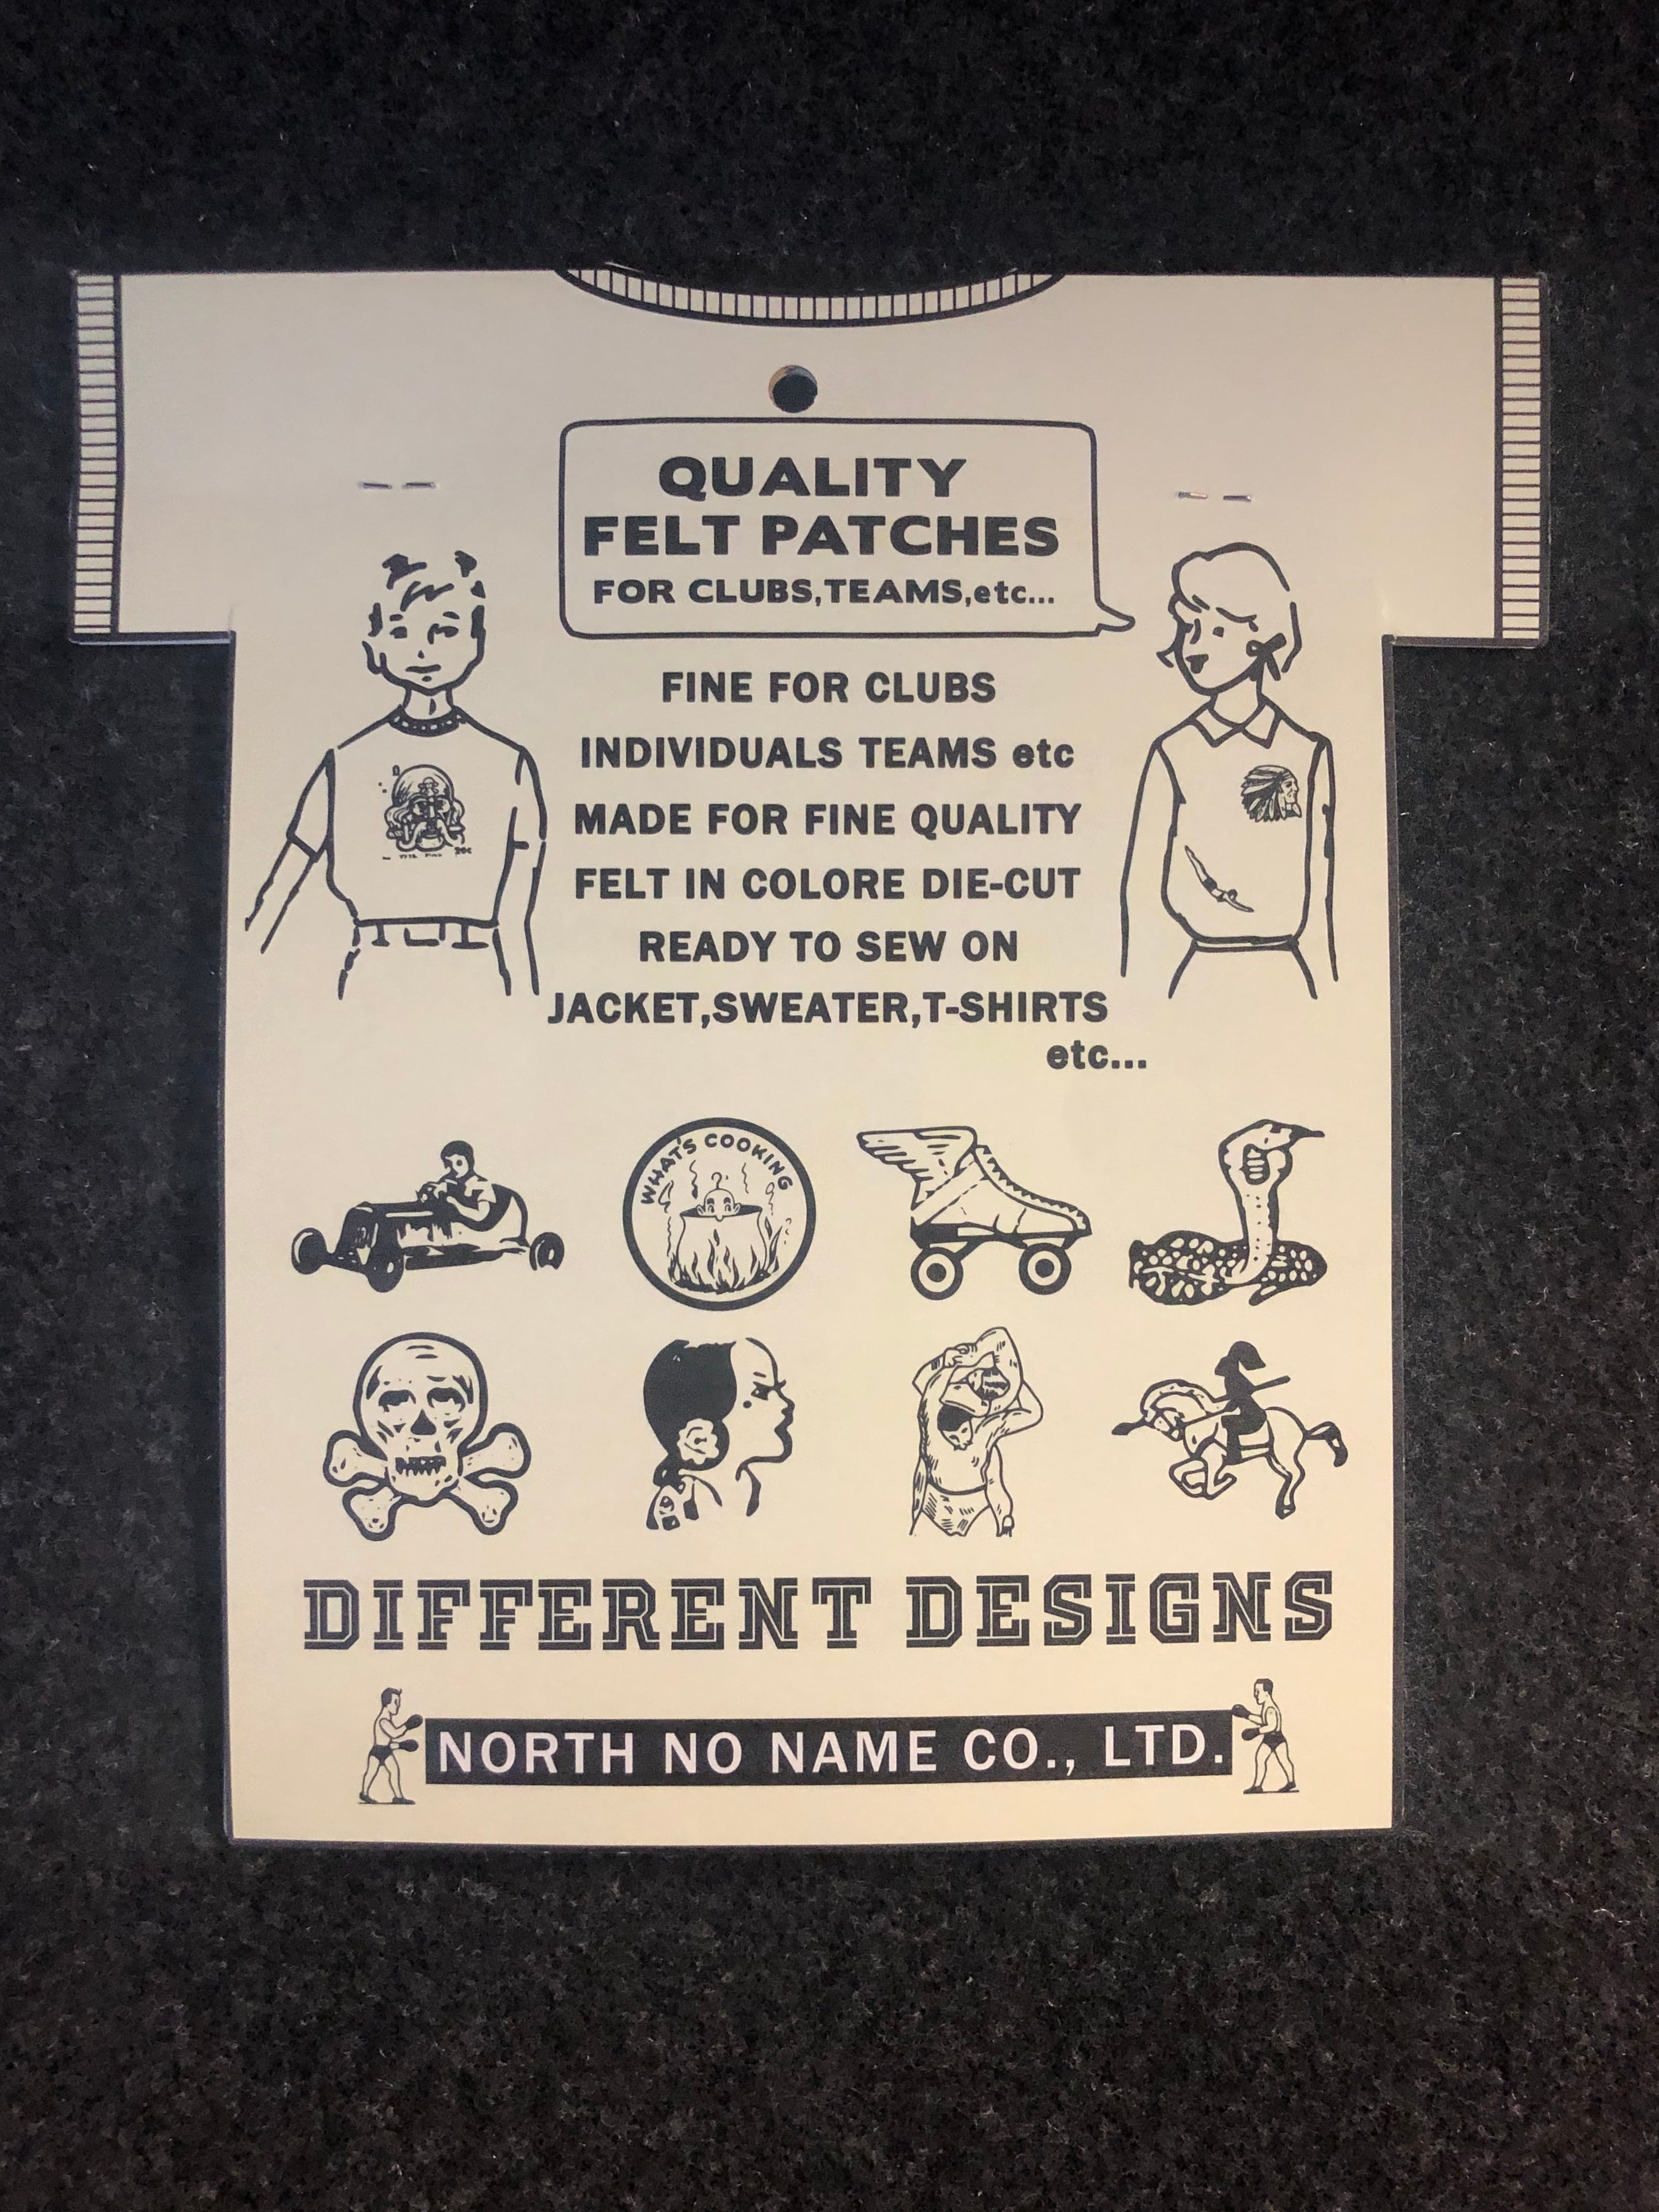 QUALITY
FELT PATCHES
FOR CLUBS,TEAMS,etc...
FINE FOR CLUBS
INDIVIDUALS TEAMS etc
MADE FOR FINE QUALITY
FELT IN COLORE DIE-CUT
READY TO SEW ON
JACKET,SWEATER,T-SHIRTS
etc...
WHAT'S COOKING
DIFFERENT DESIGNS
NORTH NO NAME CO., LTD.